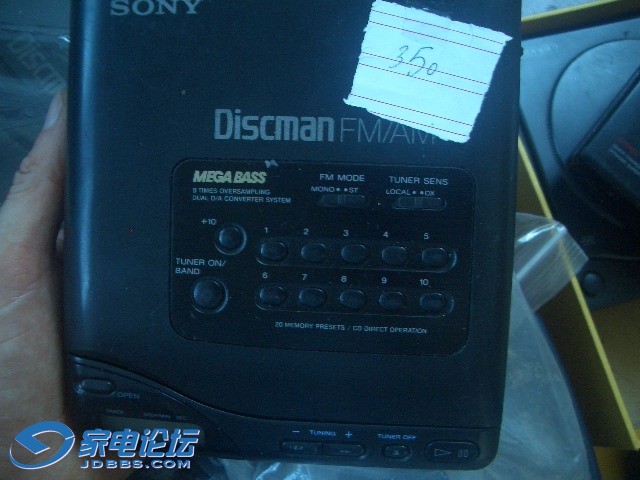 SONY
350
Discman FM/AM
MEGA BASS
8 TIMES OVERSAMPLING
DUAL D/A CONVERTER SYSTEM
FM MODE
MONO ST
TUNER SENS
LOCAL DX
+10
1 2 3 4 5
TUNER ON/
BAND
6 7 8 9 10
20 MEMORY PRESETS / CD DIRECT OPERATION
OPEN
TRACK
− TUNING +
TUNER OFF
家电论坛
JDBBS.COM